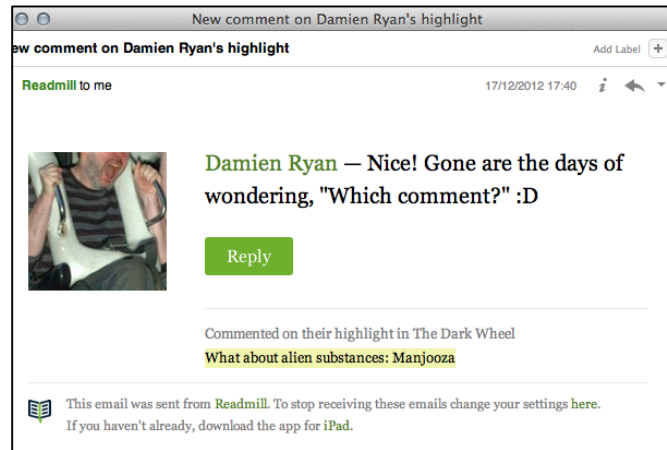 New comment on Damien Ryan's highlight
ew comment on Damien Ryan's highlight
Add Label +
Readmill to me
17/12/2012 17:40
Damien Ryan — Nice! Gone are the days of
wondering, "Which comment?" :D
Reply
Commented on their highlight in The Dark Wheel
What about alien substances: Manjooza
This email was sent from Readmill. To stop receiving these emails change your settings here.
If you haven't already, download the app for iPad.